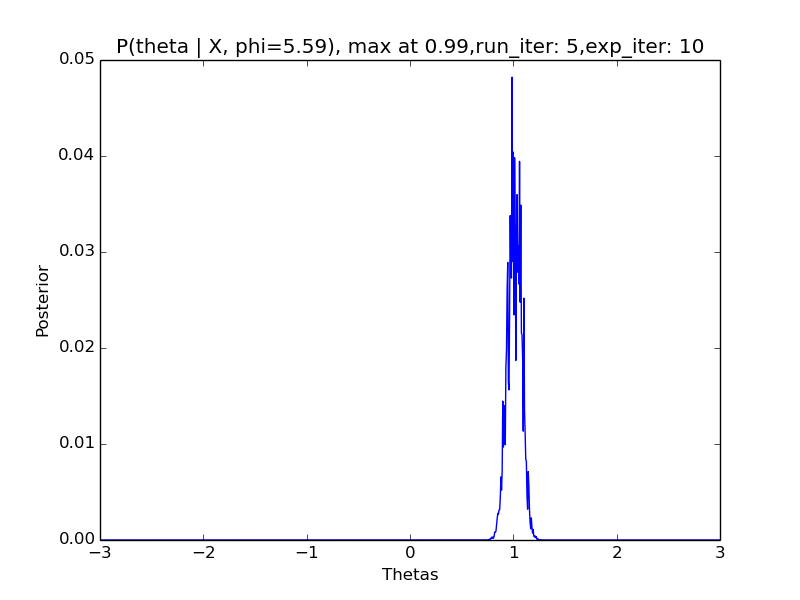 P(theta | X, phi=5.59), max at 0.99,run_iter: 5,exp_iter: 10
0.05
0.04
0.03
0.02
0.01
0.00
Posterior
−3 −2 −1 0 1 2 3
Thetas